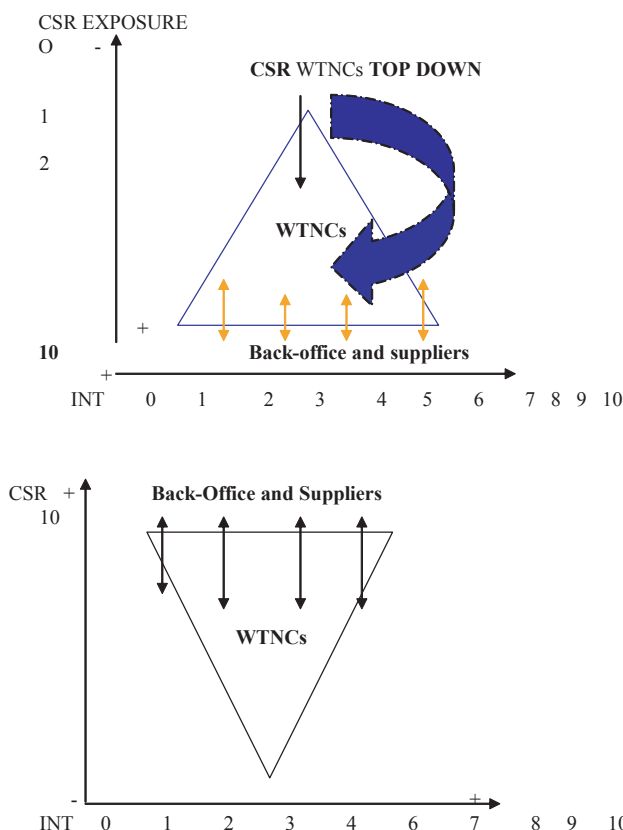 CSR EXPOSURE
O -
CSR WTNCs TOP DOWN
1
2
WTNCs
+
10
Back-office and suppliers
+
INT 0 1 2 3 4 5 6 7 8 9 10
CSR +
Back-Office and Suppliers
10
WTNCs
- +
INT 0 1 2 3 4 6 7 8 9 10